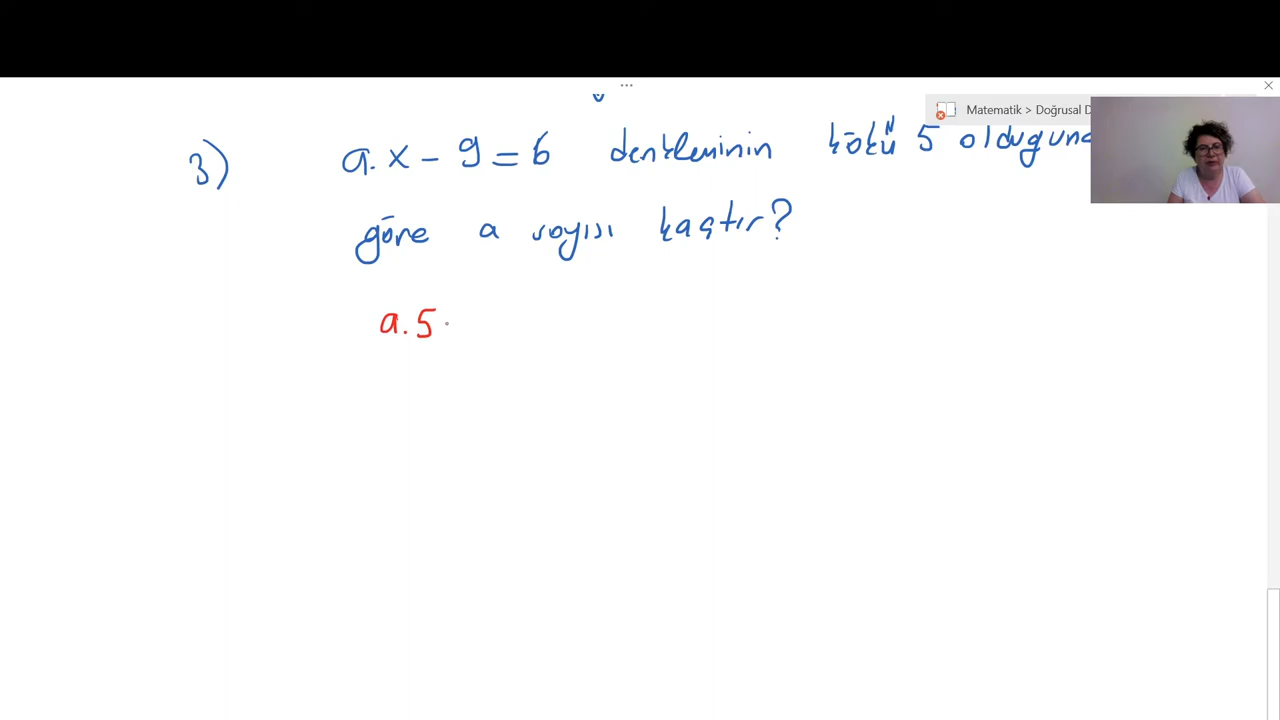 Matematik > Doğrusal D
3) a.x - 9 = 6 denkleminin kökü 5 olduğuna
göre a sayısı kaçtır?
a.5